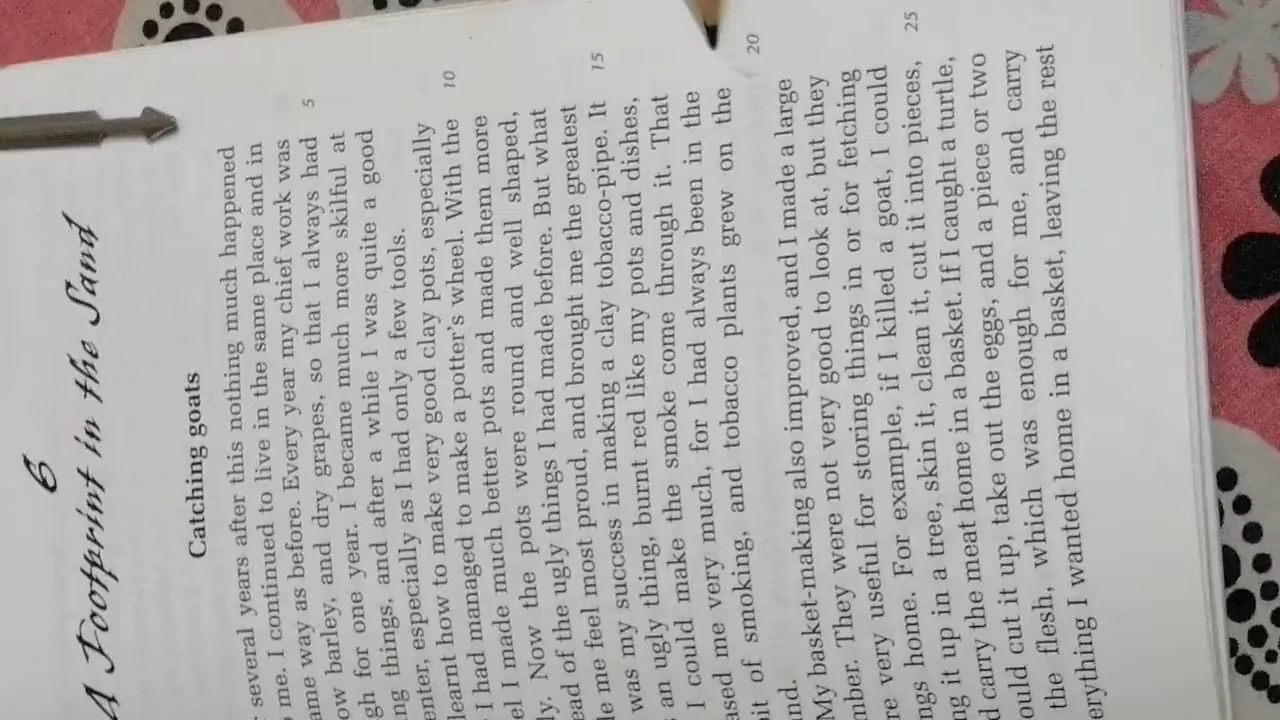 6
A Footprint in the Sand
Catching goats
several years after this nothing much happened
me. I continued to live in the same place and in
ame way as before. Every year my chief work was
ow barley, and dry grapes, so that I always had 5
gh for one year. I became much more skilful at
ng things, and after a while I was quite a good
enter, especially as I had only a few tools.
learnt how to make very good clay pots, especially
I had managed to make a potter's wheel. With the 10
el I made much better pots and made them more
ly. Now the pots were round and well shaped,
ead of the ugly things I had made before. But what
le me feel most proud, and brought me the greatest
was my success in making a clay tobacco-pipe. It 15
an ugly thing, burnt red like my pots and dishes,
I could make the smoke come through it. That
ased me very much, for I had always been in the
it of smoking, and tobacco plants grew on the
nd. 20
My basket-making also improved, and I made a large
mber. They were not very good to look at, but they
re very useful for storing things in or for fetching
ngs home. For example, if I killed a goat, I could
ng it up in a tree, skin it, clean it, cut it into pieces, 25
d carry the meat home in a basket. If I caught a turtle,
ould cut it up, take out the eggs, and a piece or two
the flesh, which was enough for me, and carry
erything I wanted home in a basket, leaving the rest